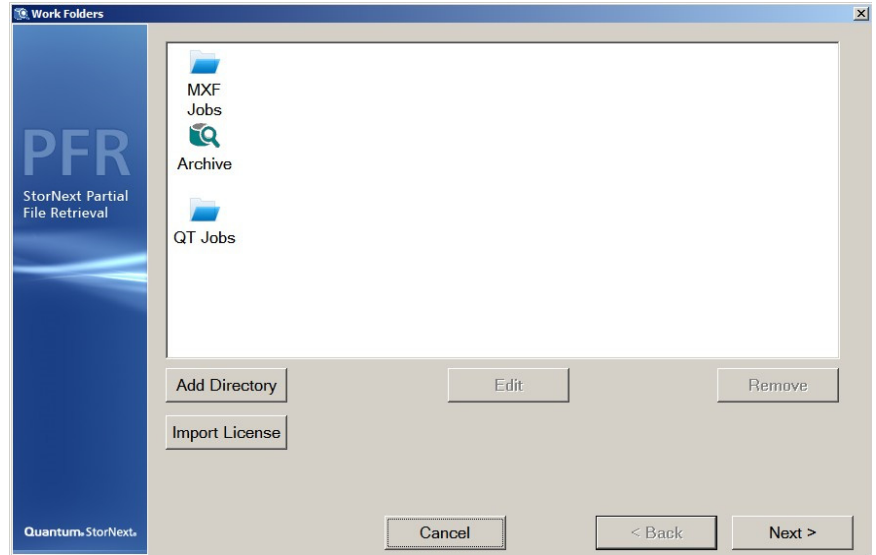 Work Folders
PFR
StorNext Partial
File Retrieval
MXF
Jobs
Archive
QT Jobs
Add Directory
Edit
Remove
Import License
Quantum StorNext
Cancel
< Back
Next >